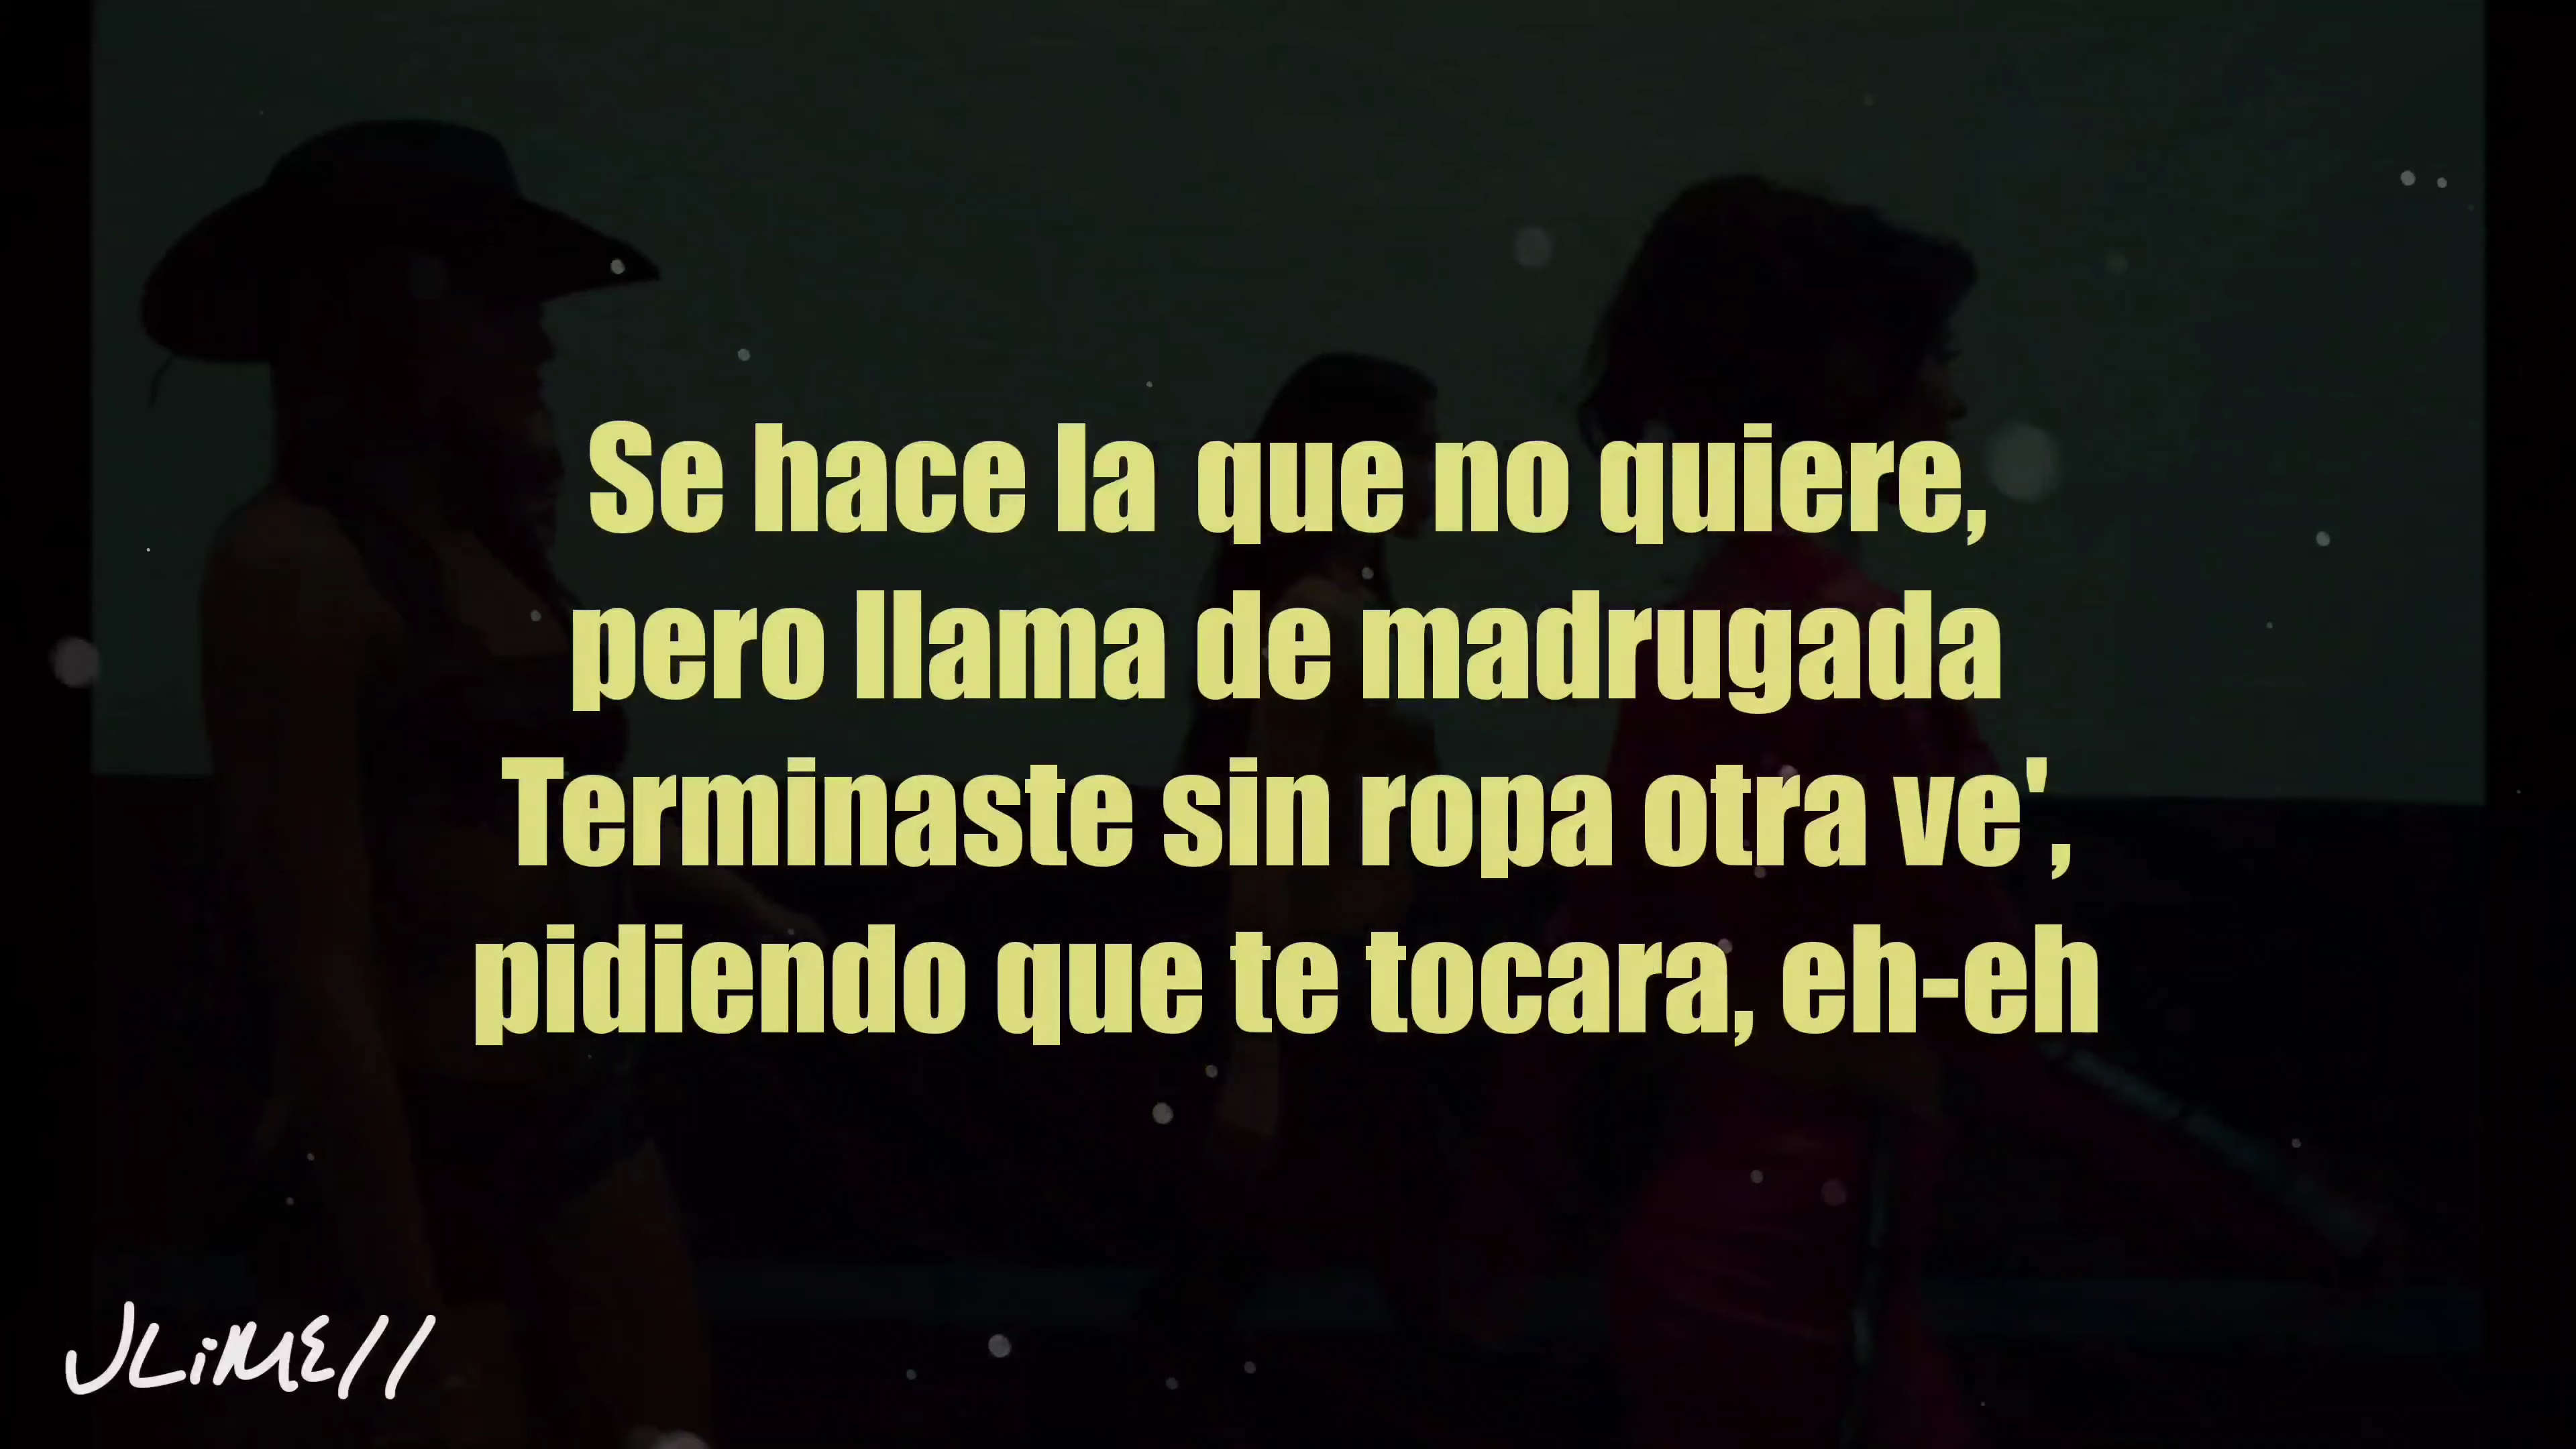 Se hace la que no quiere,
pero llama de madrugada
Terminaste sin ropa otra ve',
pidiendo que te tocara, eh-eh
JLiME//